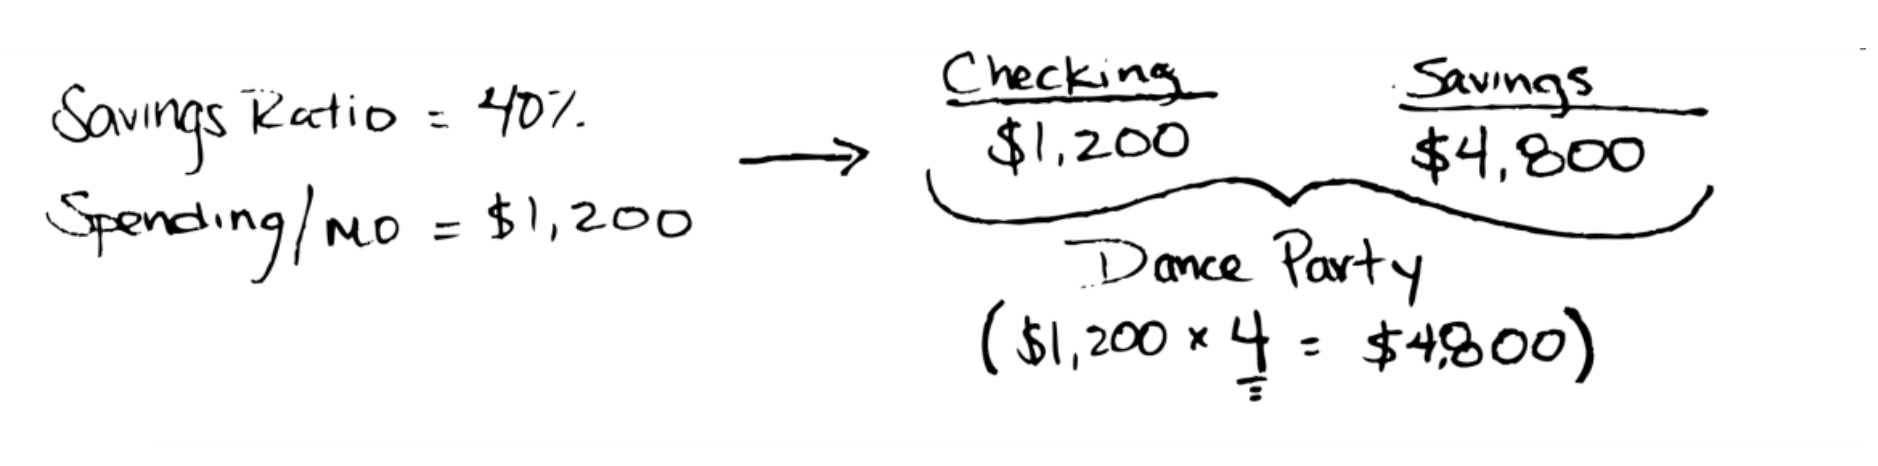 Savings Ratio = 40%
Spending/MO = $1,200
Checking
$1,200
Savings
$4,800
Dance Party
($1,200 × 4 = $4,800)